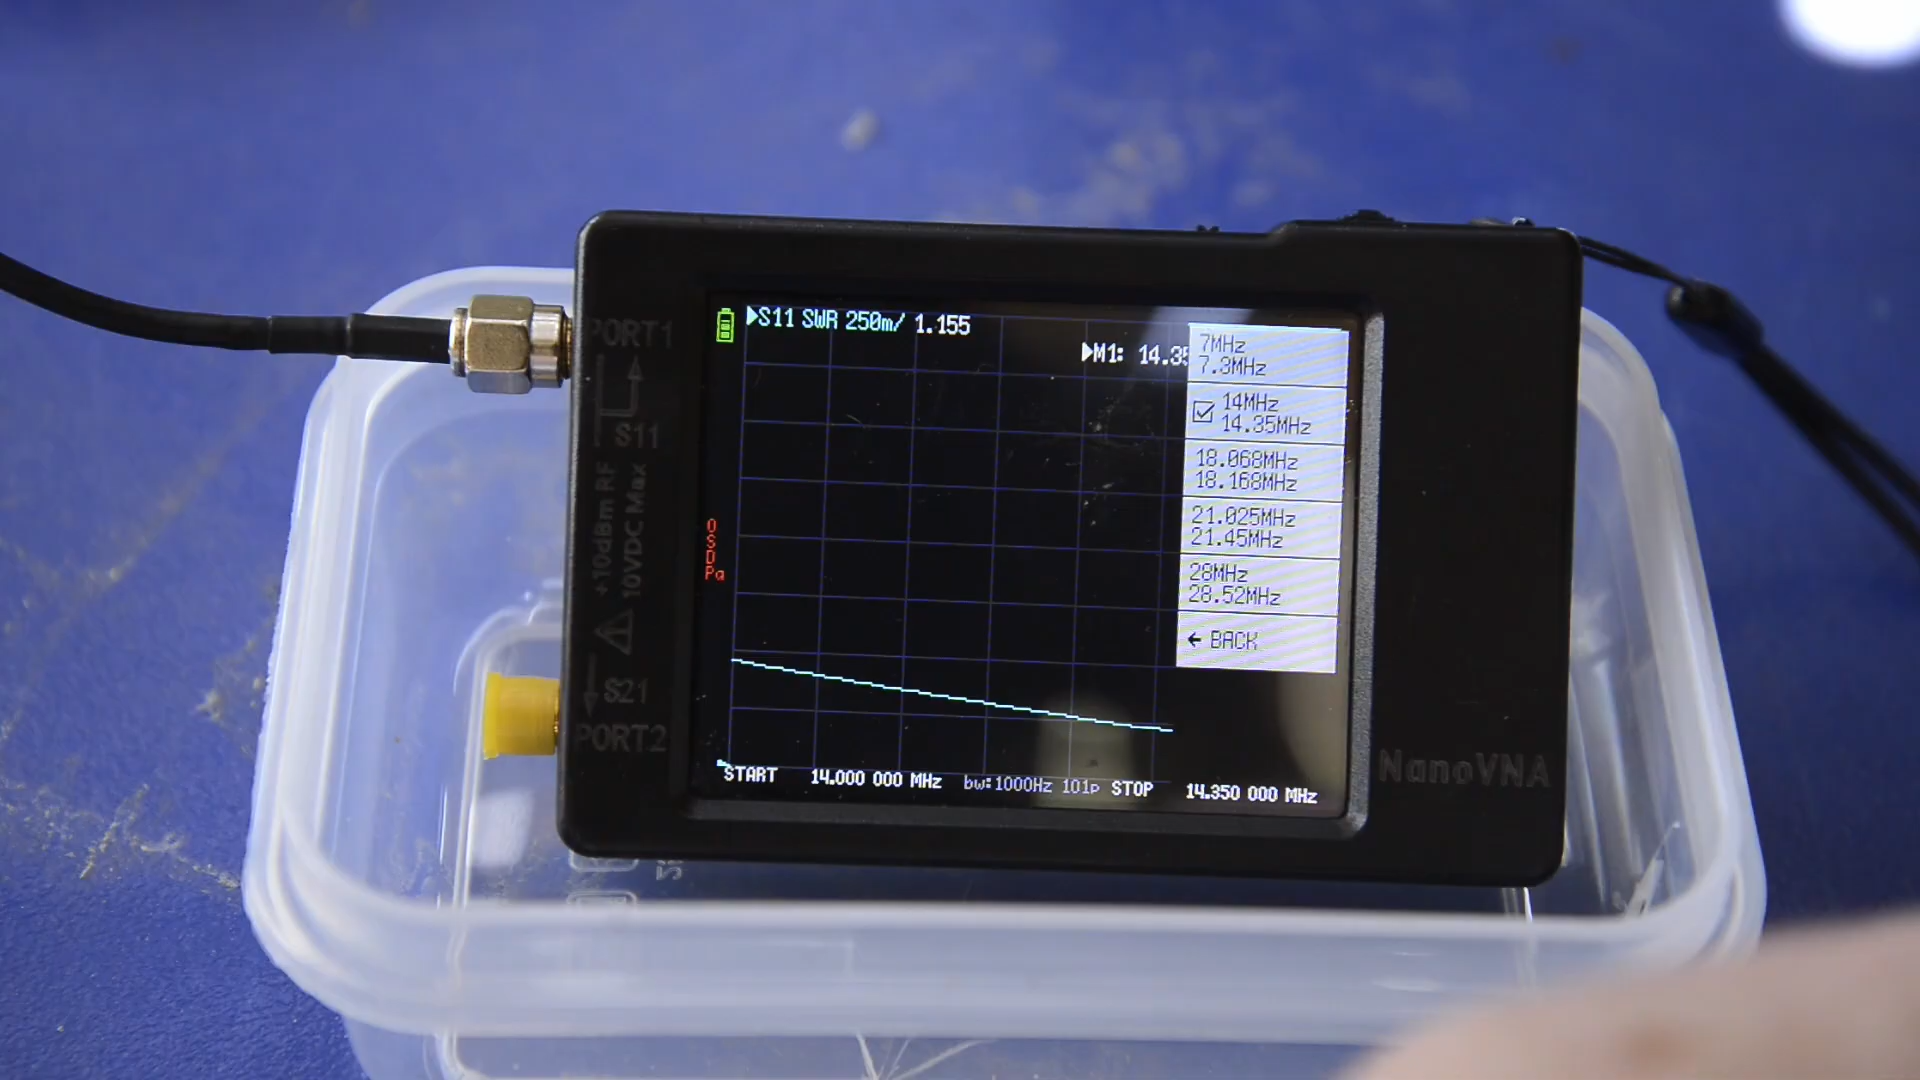 PORT1
S11
+10dBm RF
10VDC Max
S21
PORT2
S11 SWR 250m/ 1.155
M1: 14.35
O
S
D
Pa
7MHz
7.3MHz
14MHz
14.35MHz
18.068MHz
18.168MHz
21.025MHz
21.45MHz
28MHz
28.52MHz
← BACK
START 14.000 000 MHz bw:1000Hz 101p STOP 14.350 000 MHz
NanoVNA